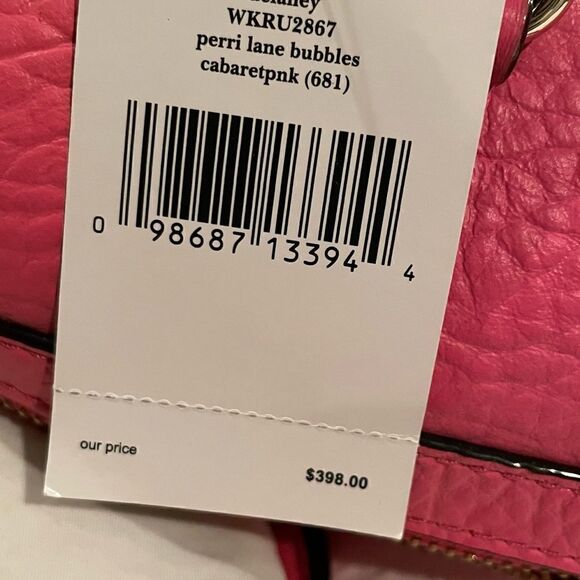 WKRU2867
perri lane bubbles
cabaretpnk (681)
0 98687 13394 4
our price
$398.00